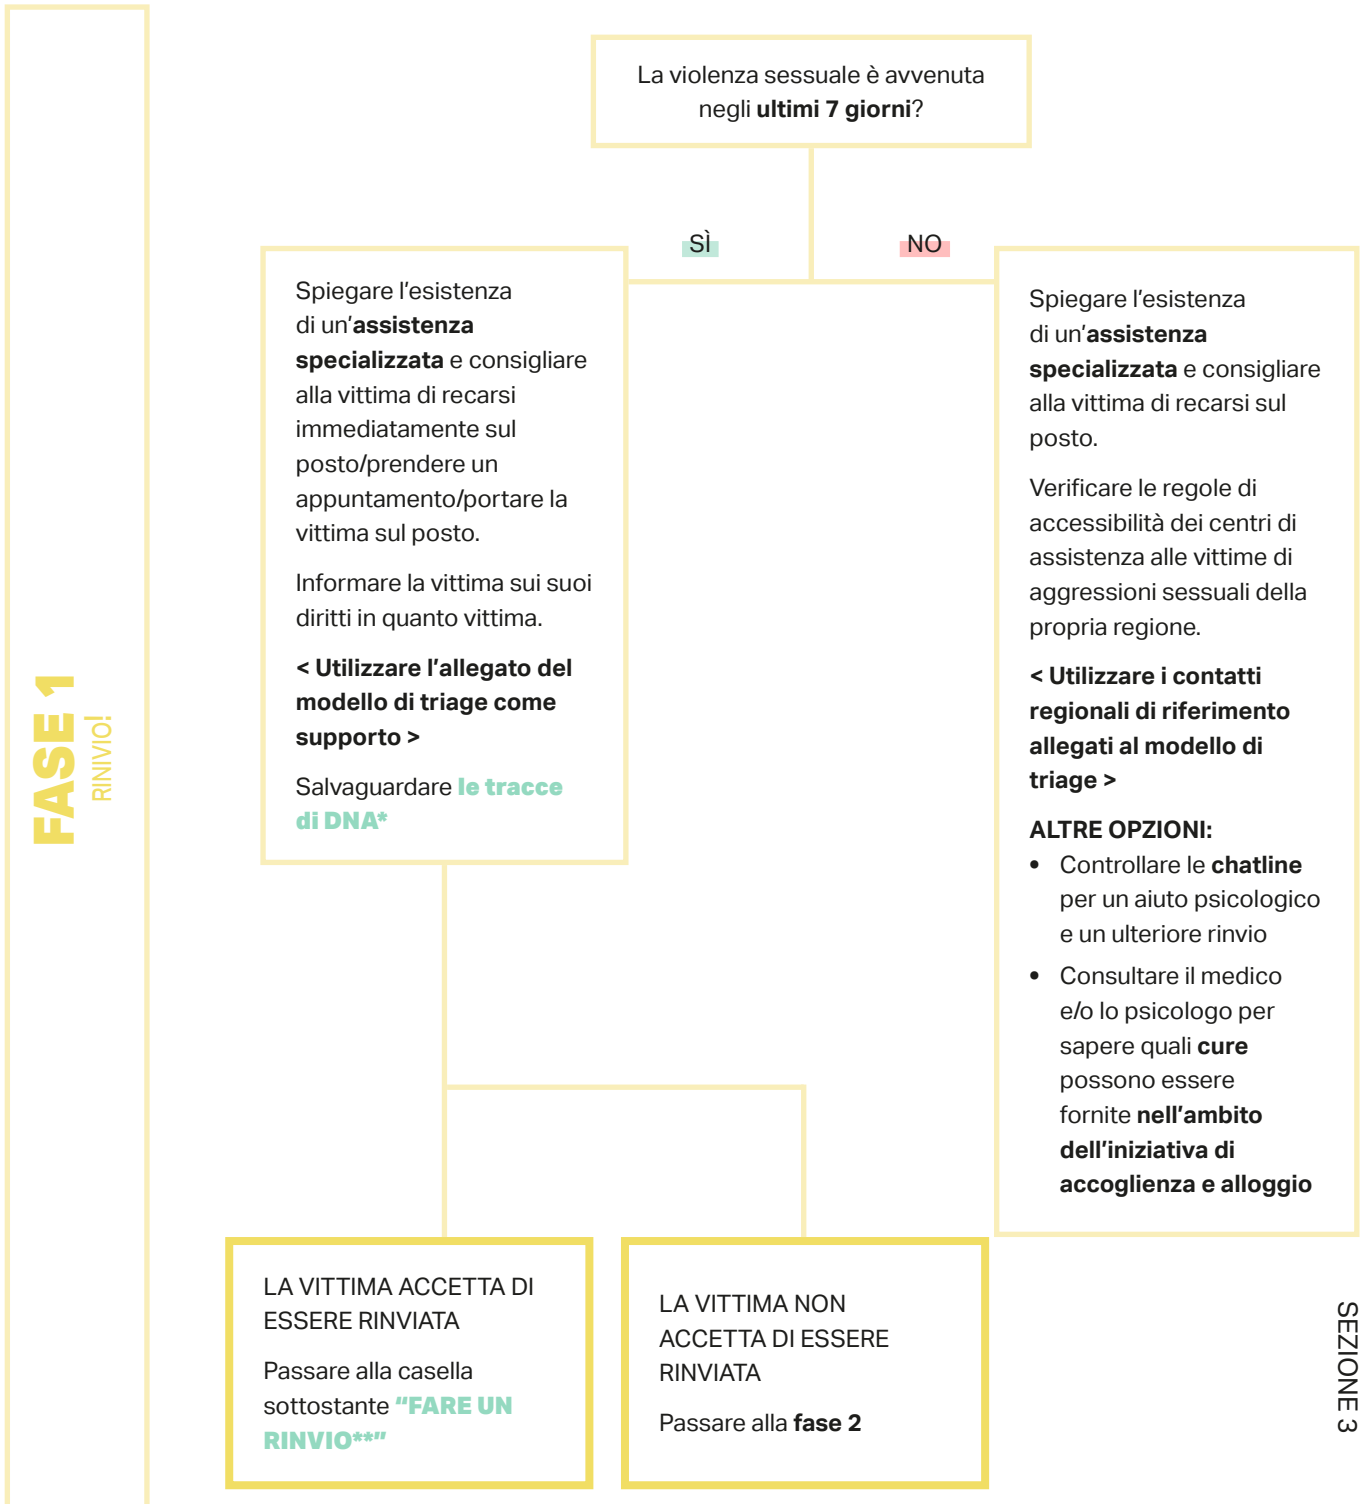 FASE 1
RINIVIO!
La violenza sessuale è avvenuta
negli ultimi 7 giorni?
SÌ
NO
Spiegare l'esistenza
di un'assistenza
specializzata e consigliare
alla vittima di recarsi
immediatamente sul
posto/prendere un
appuntamento/portare la
vittima sul posto.
Informare la vittima sui suoi
diritti in quanto vittima.
< Utilizzare l'allegato del
modello di triage come
supporto >
Salvaguardare le tracce
di DNA*
Spiegare l'esistenza
di un'assistenza
specializzata e consigliare
alla vittima di recarsi sul
posto.
Verificare le regole di
accessibilità dei centri di
assistenza alle vittime di
aggressioni sessuali della
propria regione.
< Utilizzare i contatti
regionali di riferimento
allegati al modello di
triage >
ALTRE OPZIONI:
• Controllare le chatline
per un aiuto psicologico
e un ulteriore rinvio
• Consultare il medico
e/o lo psicologo per
sapere quali cure
possono essere
fornite nell'ambito
dell'iniziativa di
accoglienza e alloggio
LA VITTIMA ACCETTA DI
ESSERE RINVIATA
Passare alla casella
sottostante "FARE UN
RINVIO**"
LA VITTIMA NON
ACCETTA DI ESSERE
RINVIATA
Passare alla fase 2
SEZIONE 3